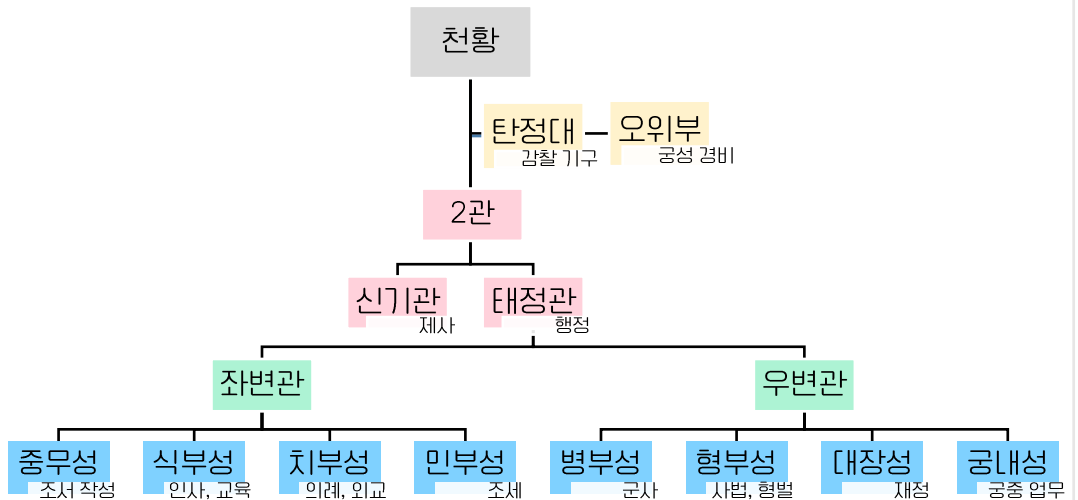 천황
탄정대
감찰 기구
오위부
궁성 경비
2관
신기관
제사
태정관
행정
좌변관
우변관
중무성
조서 작성
식부성
인사, 교육
치부성
의례, 외교
민부성
조세
병부성
군사
형부성
사법, 형벌
대장성
재정
궁내성
궁중 업무